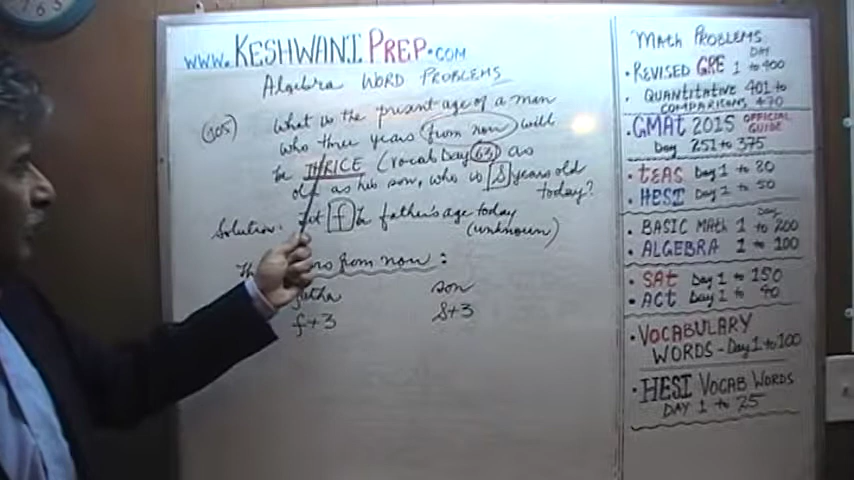 www.KESHWANIPREP.COM
Algebra WORD PROBLEMS
105) What is the present age of a man
who three years from now will
be THRICE (Vocab Day 63) as
old as his son, who is S years old
today?
Solution: Let f be father's age today
(unknown)
years from now:
father son
f+3 S+3
MATH PROBLEMS
DAY
• REVISED GRE 1 to 400
• QUANTITATIVE 401 to
COMPARISONS 470
• GMAT 2015 OFFICIAL
GUIDE
Day 251 to 375
• TEAS Day 1 to 20
• HESI Day 1 to 50
Day
• BASIC MATH 1 to 200
• ALGEBRA 1 to 100
• SAT Day 1 to 150
• ACT Day 1 to 40
• VOCABULARY
WORDS - Day 1 to 100
• HESI VOCAB WORDS
DAY 1 to 25